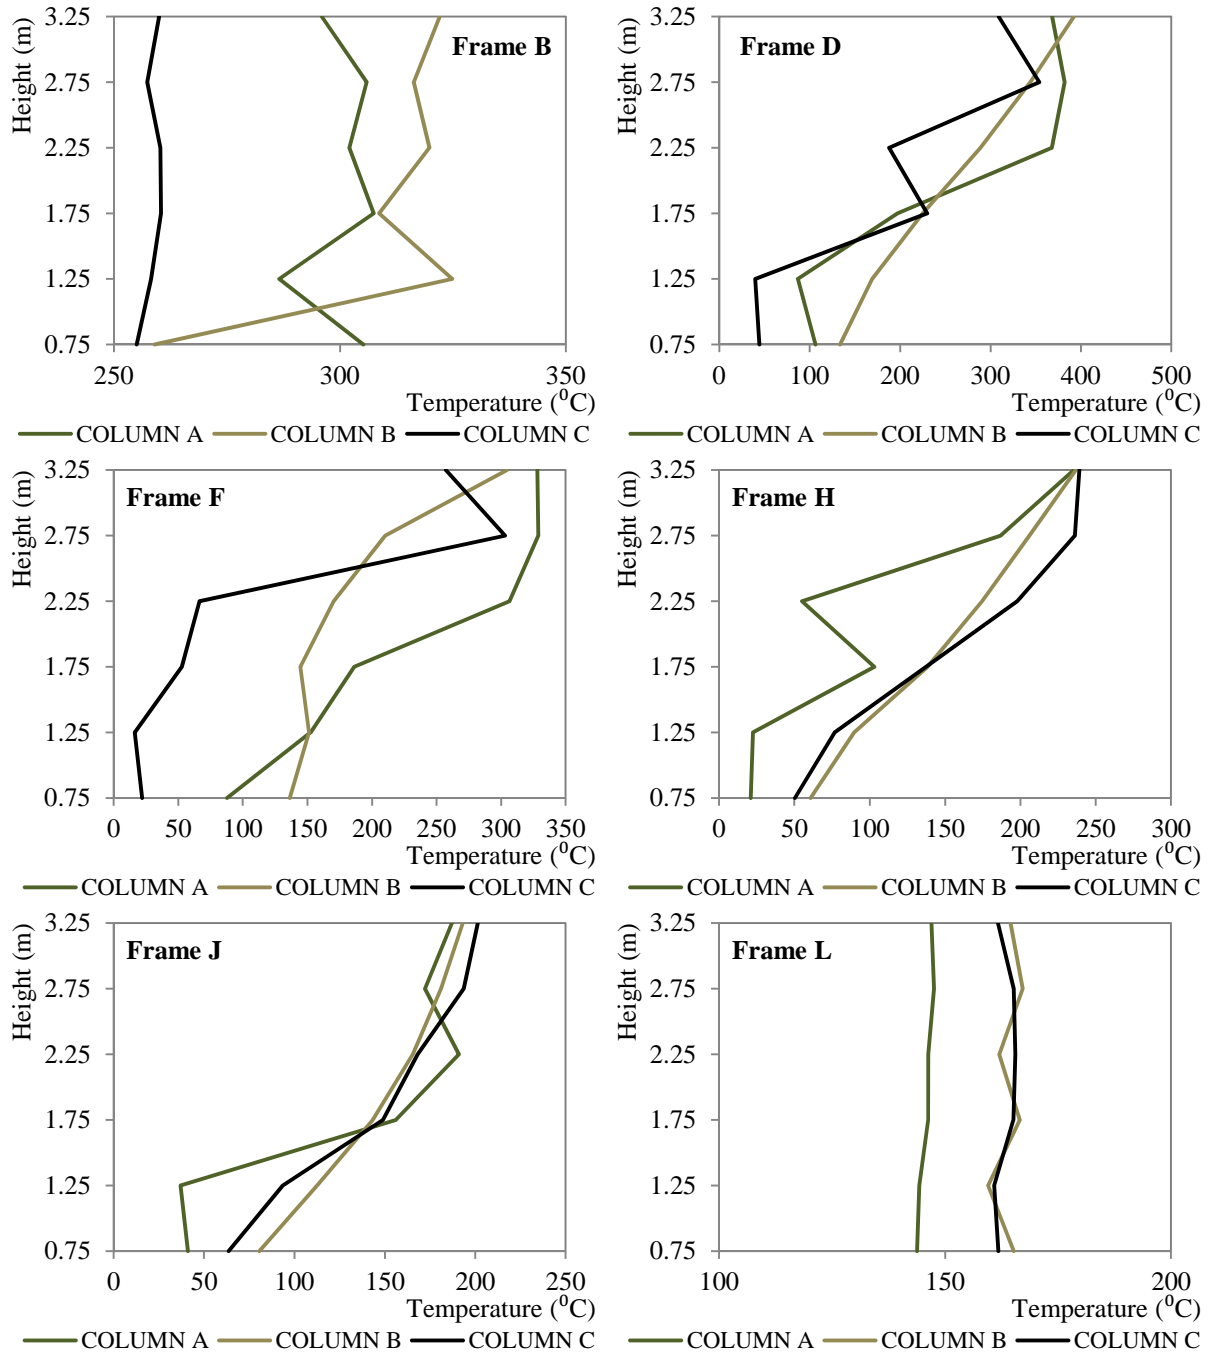 Frame B
Height (m)
3.25
2.75
2.25
1.75
1.25
0.75
250 300 350
Temperature (⁰C)
COLUMN A COLUMN B COLUMN C
Frame D
Height (m)
3.25
2.75
2.25
1.75
1.25
0.75
0 100 200 300 400 500
Temperature (⁰C)
COLUMN A COLUMN B COLUMN C
Frame F
Height (m)
3.25
2.75
2.25
1.75
1.25
0.75
0 50 100 150 200 250 300 350
Temperature (⁰C)
COLUMN A COLUMN B COLUMN C
Frame H
Height (m)
3.25
2.75
2.25
1.75
1.25
0.75
0 50 100 150 200 250 300
Temperature (⁰C)
COLUMN A COLUMN B COLUMN C
Frame J
Height (m)
3.25
2.75
2.25
1.75
1.25
0.75
0 50 100 150 200 250
Temperature (⁰C)
COLUMN A COLUMN B COLUMN C
Frame L
Height (m)
3.25
2.75
2.25
1.75
1.25
0.75
100 150 200
Temperature (⁰C)
COLUMN A COLUMN B COLUMN C